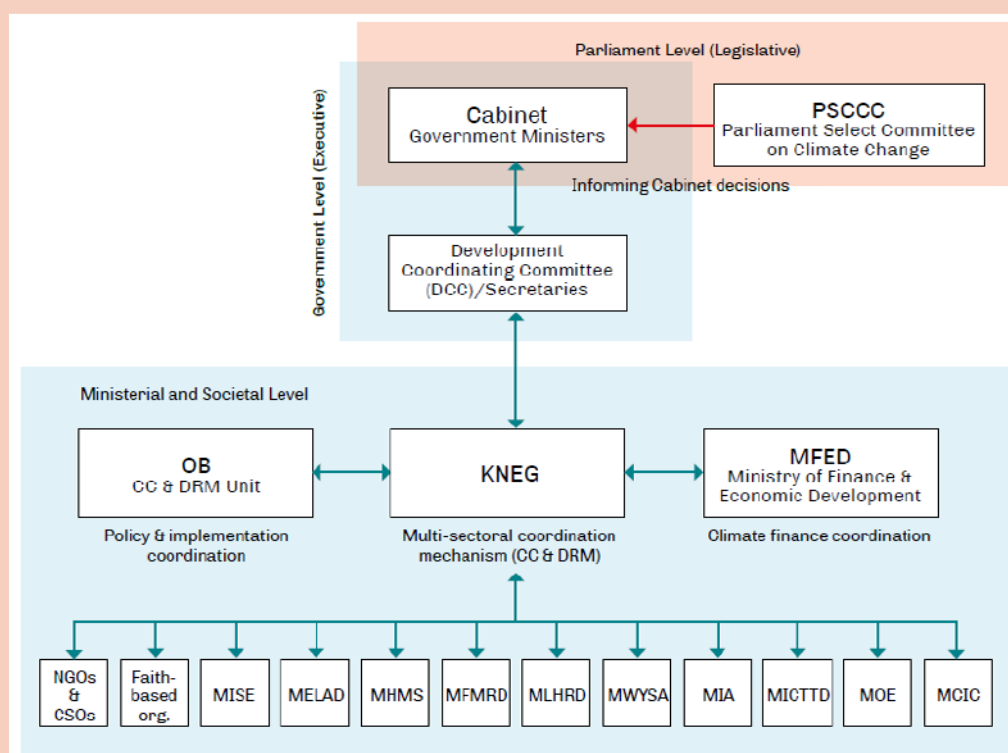 Parliament Level (Legislative)
Government Level (Executive)
Cabinet
Government Ministers
PSCCC
Parliament Select Committee
on Climate Change
Informing Cabinet decisions
Development
Coordinating Committee
(DCC)/Secretaries
Ministerial and Societal Level
OB
CC & DRM Unit
KNEG
MFED
Ministry of Finance &
Economic Development
Policy & implementation
coordination
Multi-sectoral coordination
mechanism (CC & DRM)
Climate finance coordination
NGOs
&
CSOs
Faith-
based
org.
MISE
MELAD
MHMS
MFMRD
MLHRD
MWYSA
MIA
MICTTD
MOE
MCIC